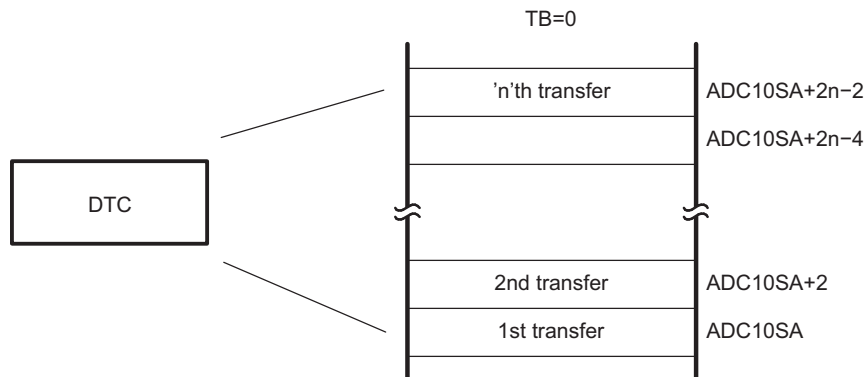 TB=0
'n'th transfer
ADC10SA+2n−2
ADC10SA+2n−4
DTC
2nd transfer
ADC10SA+2
1st transfer
ADC10SA